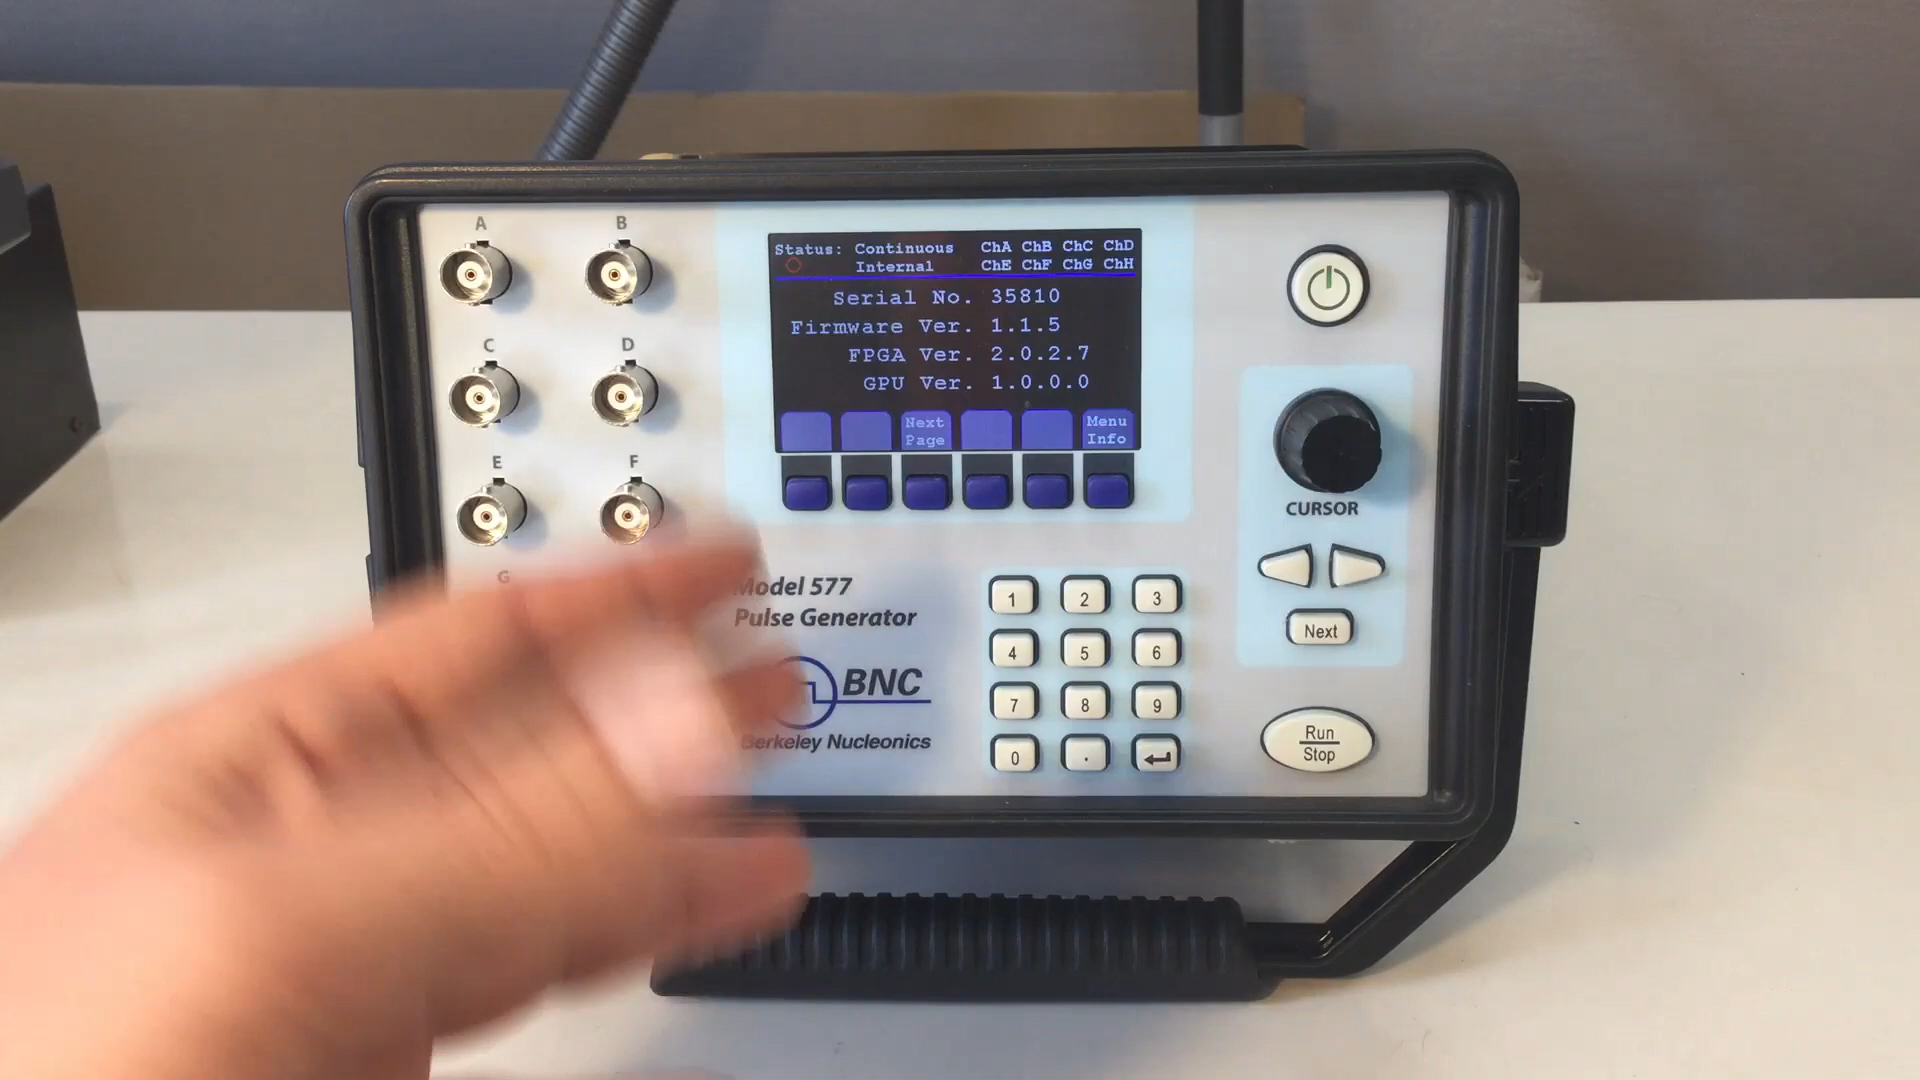 A B
C D
E F
G
Status: Continuous ChA ChB ChC ChD
Internal ChE ChF ChG ChH
Serial No. 35810
Firmware Ver. 1.1.5
FPGA Ver. 2.0.2.7
GPU Ver. 1.0.0.0
Next Page
Menu Info
CURSOR
Next
Run
Stop
Model 577
Pulse Generator
BNC
Berkeley Nucleonics
1 2 3
4 5 6
7 8 9
0 .